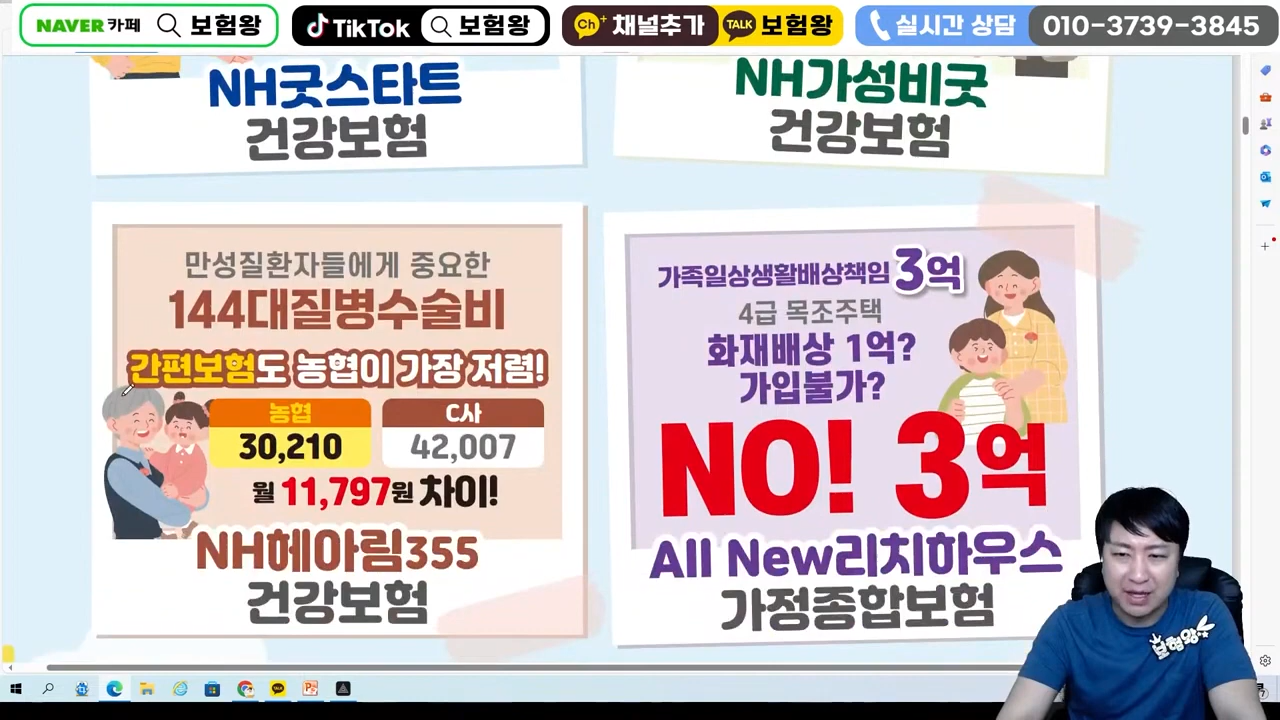 NAVER 카페 보험왕
TikTok 보험왕
Ch+ 채널추가 TALK 보험왕
실시간 상담 010-3739-3845
NH굿스타트
건강보험
NH가성비굿
건강보험
만성질환자들에게 중요한
144대질병수술비
간편보험도 농협이 가장 저렴!
농협 C사
30,210 42,007
월 11,797원 차이!
NH헤아림355
건강보험
가족일상생활배상책임 3억
4급 목조주택
화재배상 1억?
가입불가?
NO! 3억
All New리치하우스
가정종합보험
보험왕